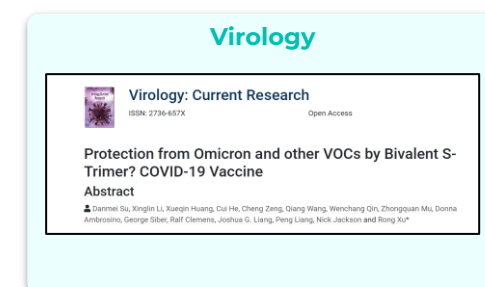 Virology
Virology: Current Research
ISSN: 2736-657X Open Access
Protection from Omicron and other VOCs by Bivalent S-
Trimer? COVID-19 Vaccine
Abstract
Danmei Su, Xinglin Li, Xueqin Huang, Cui He, Cheng Zeng, Qiang Wang, Wenchang Qin, Zhongquan Mu, Donna
Ambrosino, George Siber, Ralf Clemens, Joshua G. Liang, Peng Liang, Nick Jackson and Rong Xu*